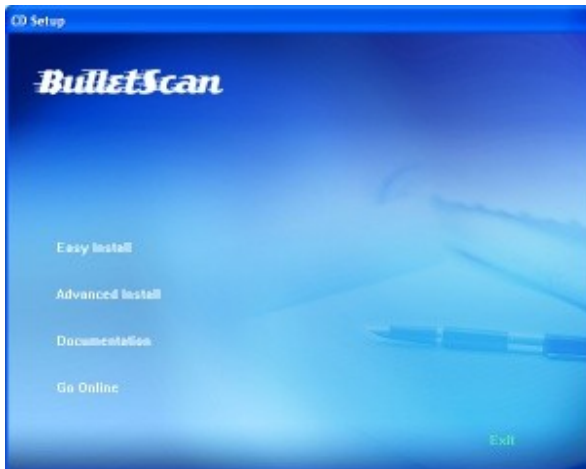 CD Setup
BulletScan
Easy Install
Advanced Install
Documentation
Go Online
Exit